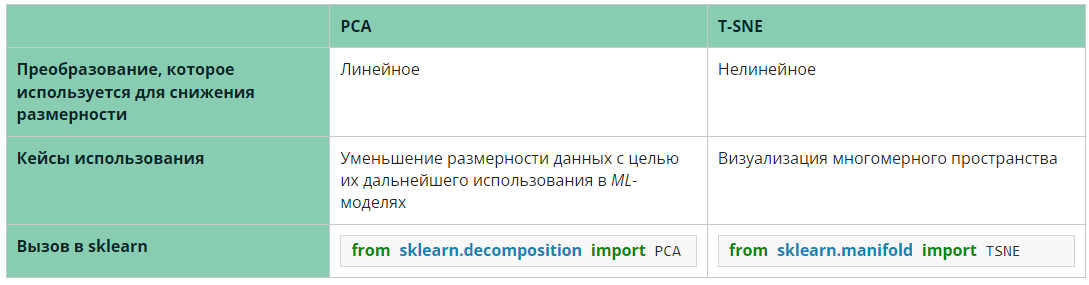 PCA
T-SNE
Преобразование, которое
используется для снижения
размерности
Линейное
Нелинейное
Кейсы использования
Уменьшение размерности данных с целью
их дальнейшего использования в ML-
моделях
Визуализация многомерного пространства
Вызов в sklearn
from sklearn.decomposition import PCA
from sklearn.manifold import TSNE